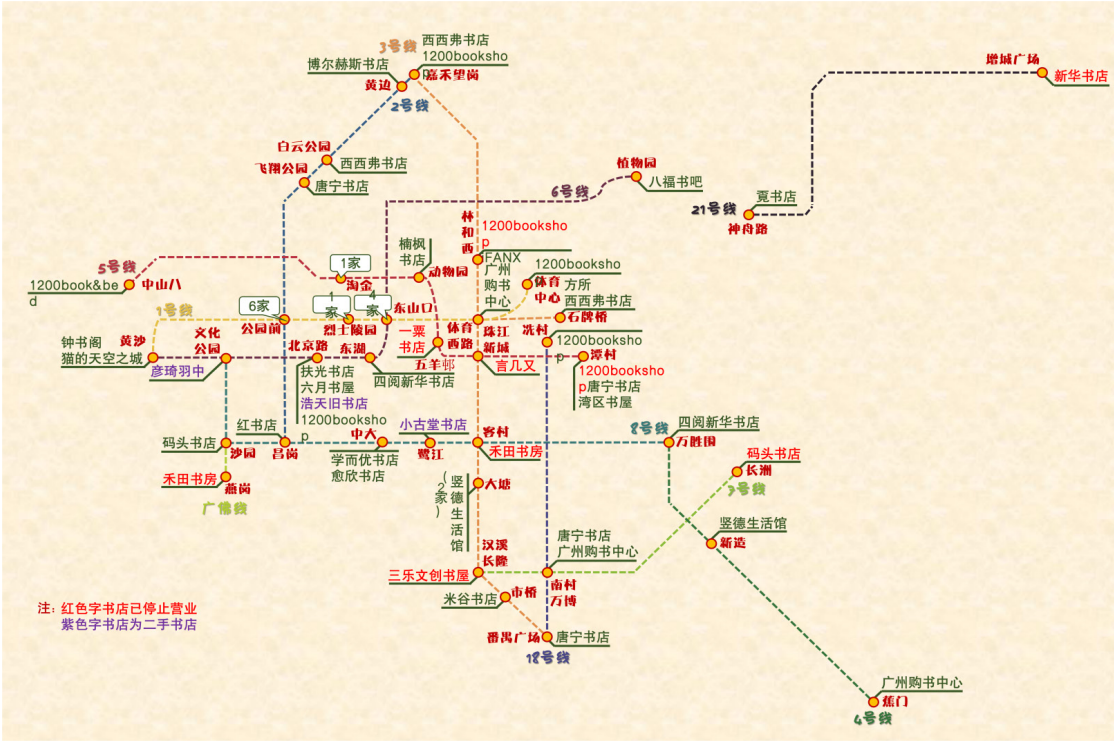 西西弗书店
3号线
1200booksho
p
博尔赫斯书店
嘉禾望岗
黄边
2号线
增城广场
新华书店
白云公园
西西弗书店
飞翔公园
唐宁书店
植物园
八福书吧
6号线
覔书店
21号线
神舟路
林
和
西
1200booksho
p
楠枫
书店
FANX
广州
购书
中心
5号线
1家
动物园
淘金
1200booksho
体育
中心
方所
1200book&be
d
中山八
1号线
6家
1
家
4
家
西西弗书店
石牌桥
黄沙
文化
公园
公园前
烈士陵园
东山口
一粟
书店
体育
西路
珠江
新城
冼村
1200booksho
p
钟书阁
猫的天空之城
彦琦羽中
北京路
东湖
五羊邨
言几又
潭村
扶光书店
六月书屋
浩天旧书店
1200booksho
p
四阅新华书店
1200booksho
p唐宁书店
湾区书屋
红书店
码头书店
沙园
昌岗
中大
学而优书店
愈欣书店
小古堂书店
鹭江
客村
禾田书房
8号线
四阅新华书店
万胜围
禾田书房
燕岗
广佛线
竖
德
生
活
馆
(2家)
大塘
码头书店
长洲
7号线
竖德生活馆
新造
汉溪
长隆
唐宁书店
广州购书中心
三乐文创书屋
南村
万博
米谷书店
市桥
番禺广场
唐宁书店
18号线
注：红色字书店已停止营业
紫色字书店为二手书店
广州购书中心
蕉门
4号线